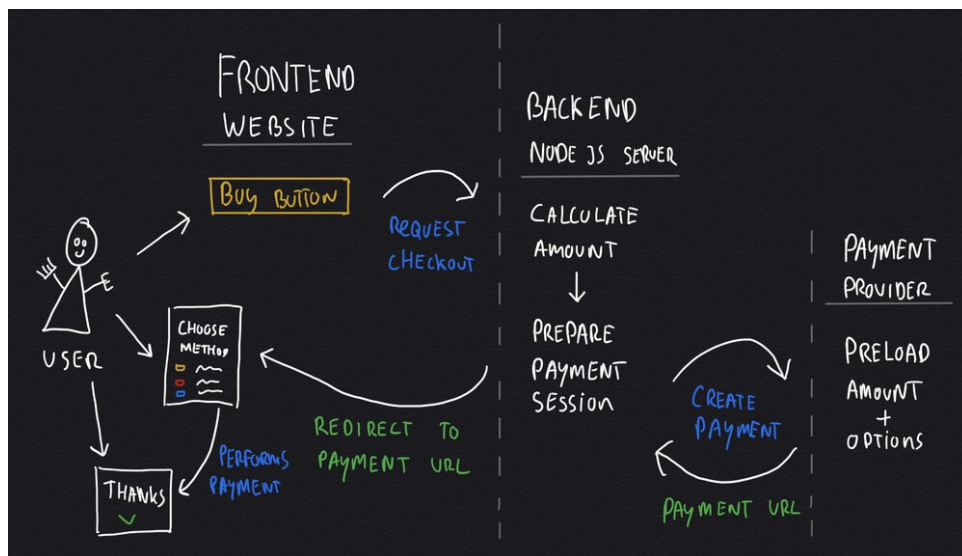 FRONTEND
WEBSITE
BUY BUTTON
REQUEST
CHECKOUT
USER
CHOOSE
METHOD
PERFORMS
PAYMENT
THANKS
REDIRECT TO
PAYMENT URL
BACKEND
NODE JS SERVER
CALCULATE
AMOUNT
PREPARE
PAYMENT
SESSION
CREATE
PAYMENT
PAYMENT URL
PAYMENT
PROVIDER
PRELOAD
AMOUNT
+
OPTIONS